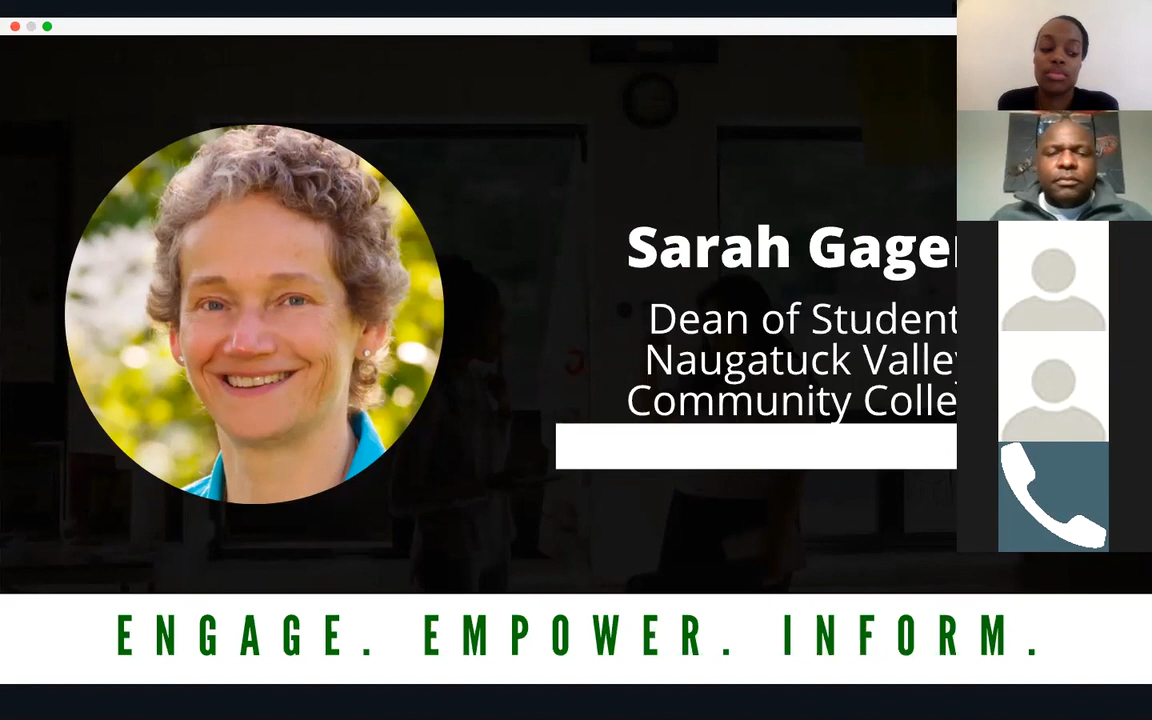 Sarah Gager
Dean of Student
Naugatuck Valley
Community Colle
ENGAGE. EMPOWER. INFORM.